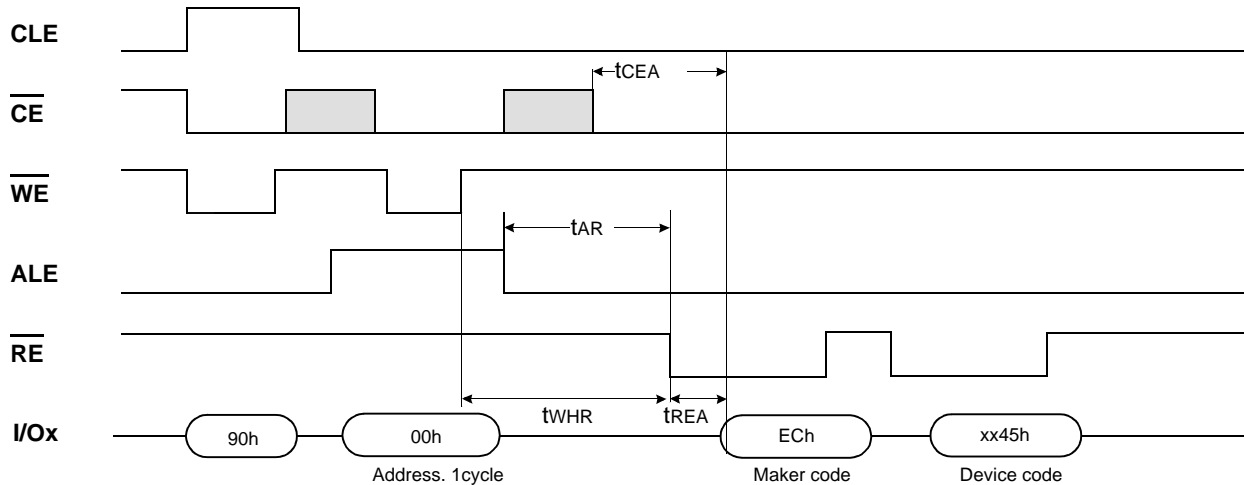 CLE
tCEA
CE
WE
tAR
ALE
RE
tWHR tREA
I/Ox 90h 00h ECh xx45h
Address. 1cycle Maker code Device code